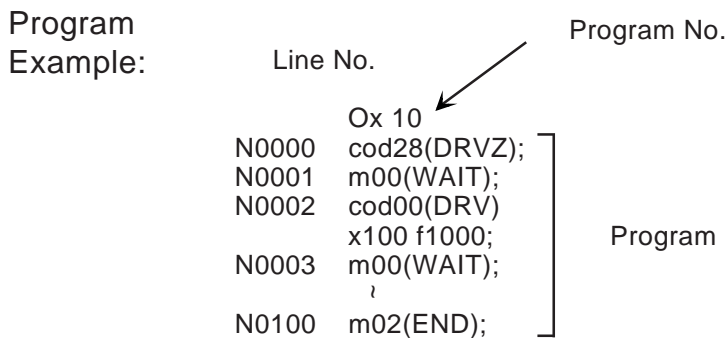 Program
Example:
Line No.
Program No.
Ox 10
N0000 cod28(DRVZ);
N0001 m00(WAIT);
N0002 cod00(DRV)
x100 f1000;
N0003 m00(WAIT);
~
N0100 m02(END);
Program